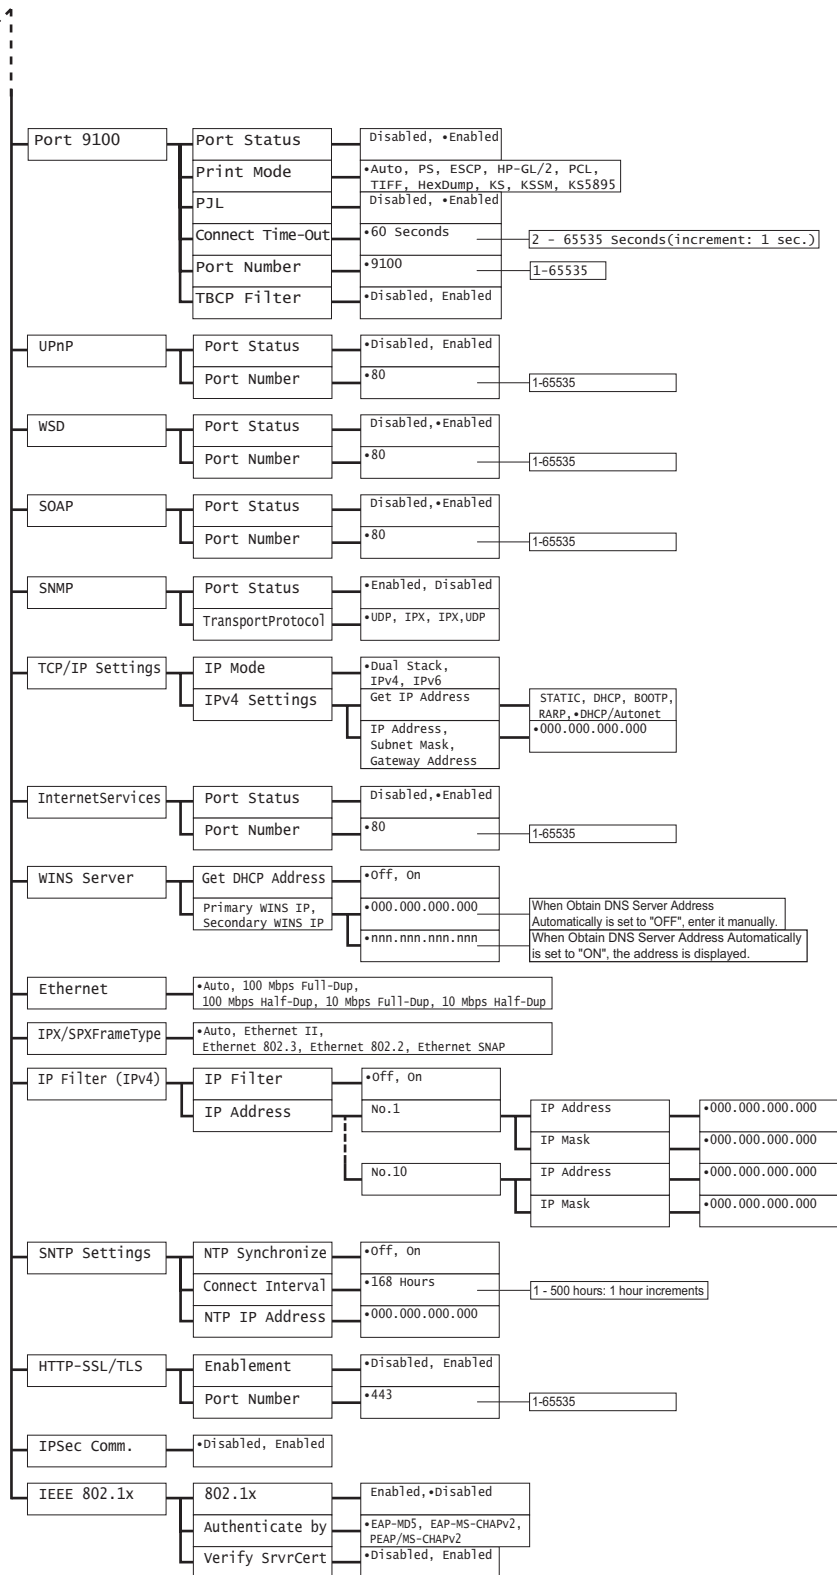 Port 9100
Port Status
Disabled, •Enabled
Print Mode
•Auto, PS, ESCP, HP-GL/2, PCL,
TIFF, HexDump, KS, KSSM, KS5895
PJL
Disabled, •Enabled
Connect Time-Out
•60 Seconds
2 - 65535 Seconds(increment: 1 sec.)
Port Number
•9100
1-65535
TBCP Filter
•Disabled, Enabled
UPnP
Port Status
•Disabled, Enabled
Port Number
•80
1-65535
WSD
Port Status
Disabled,•Enabled
Port Number
•80
1-65535
SOAP
Port Status
Disabled,•Enabled
Port Number
•80
1-65535
SNMP
Port Status
•Enabled, Disabled
TransportProtocol
•UDP, IPX, IPX,UDP
TCP/IP Settings
IP Mode
•Dual Stack,
IPv4, IPv6
IPv4 Settings
Get IP Address
STATIC, DHCP, BOOTP,
RARP,•DHCP/Autonet
IP Address,
Subnet Mask,
Gateway Address
•000.000.000.000
InternetServices
Port Status
Disabled,•Enabled
Port Number
•80
1-65535
WINS Server
Get DHCP Address
•Off, On
Primary WINS IP,
Secondary WINS IP
•000.000.000.000
When Obtain DNS Server Address
Automatically is set to "OFF", enter it manually.
•nnn.nnn.nnn.nnn
When Obtain DNS Server Address Automatically
is set to "ON", the address is displayed.
Ethernet
•Auto, 100 Mbps Full-Dup,
100 Mbps Half-Dup, 10 Mbps Full-Dup, 10 Mbps Half-Dup
IPX/SPXFrameType
•Auto, Ethernet II,
Ethernet 802.3, Ethernet 802.2, Ethernet SNAP
IP Filter (IPv4)
IP Filter
•Off, On
IP Address
No.1
IP Address
•000.000.000.000
IP Mask
•000.000.000.000
No.10
IP Address
•000.000.000.000
IP Mask
•000.000.000.000
SNTP Settings
NTP Synchronize
•Off, On
Connect Interval
•168 Hours
1 - 500 hours: 1 hour increments
NTP IP Address
•000.000.000.000
HTTP-SSL/TLS
Enablement
•Disabled, Enabled
Port Number
•443
1-65535
IPSec Comm.
•Disabled, Enabled
IEEE 802.1x
802.1x
Enabled,•Disabled
Authenticate by
•EAP-MD5, EAP-MS-CHAPv2,
PEAP/MS-CHAPv2
Verify SrvrCert
•Disabled, Enabled